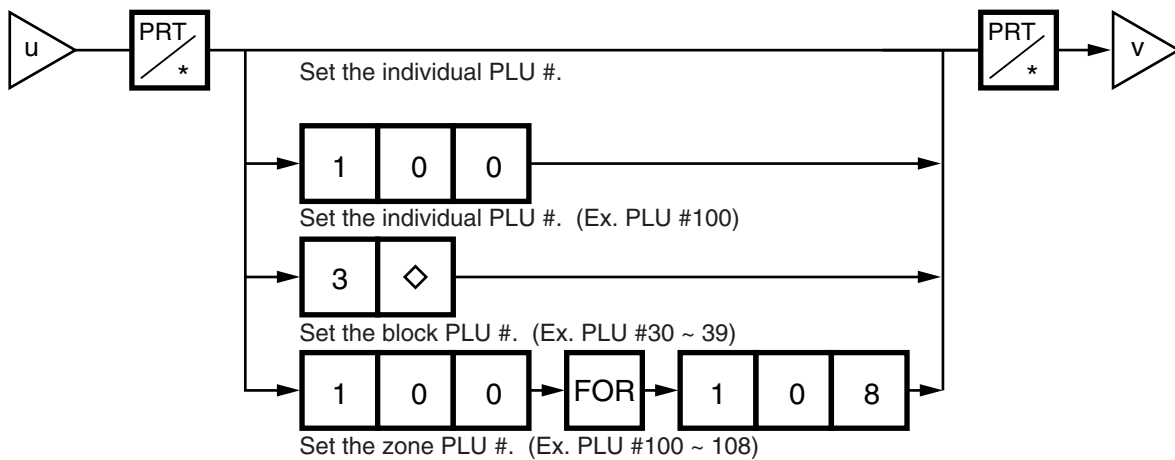 u PRT / * PRT / * v
Set the individual PLU #.
1 0 0
Set the individual PLU #. (Ex. PLU #100)
3 ◇
Set the block PLU #. (Ex. PLU #30 ~ 39)
1 0 0 FOR 1 0 8
Set the zone PLU #. (Ex. PLU #100 ~ 108)